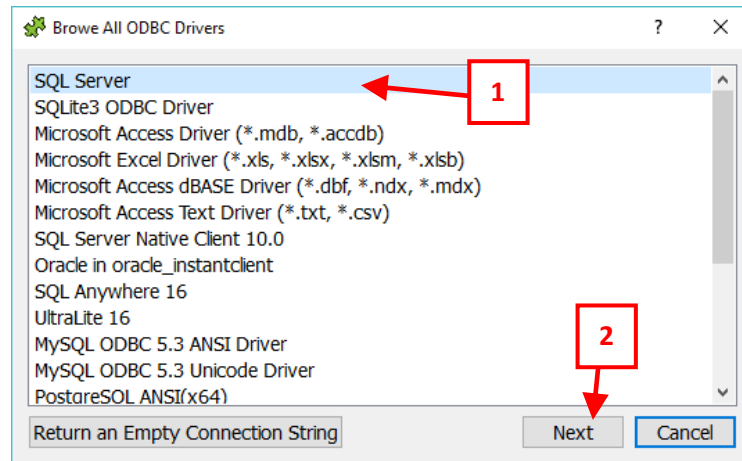 Browe All ODBC Drivers
?
SQL Server
1
SQLite3 ODBC Driver
Microsoft Access Driver (*.mdb, *.accdb)
Microsoft Excel Driver (*.xls, *.xlsx, *.xlsm, *.xlsb)
Microsoft Access dBASE Driver (*.dbf, *.ndx, *.mdx)
Microsoft Access Text Driver (*.txt, *.csv)
SQL Server Native Client 10.0
Oracle in oracle_instantclient
SQL Anywhere 16
UltraLite 16
2
MySQL ODBC 5.3 ANSI Driver
MySQL ODBC 5.3 Unicode Driver
PostgreSQL ANSI(x64)
Return an Empty Connection String
Next
Cancel